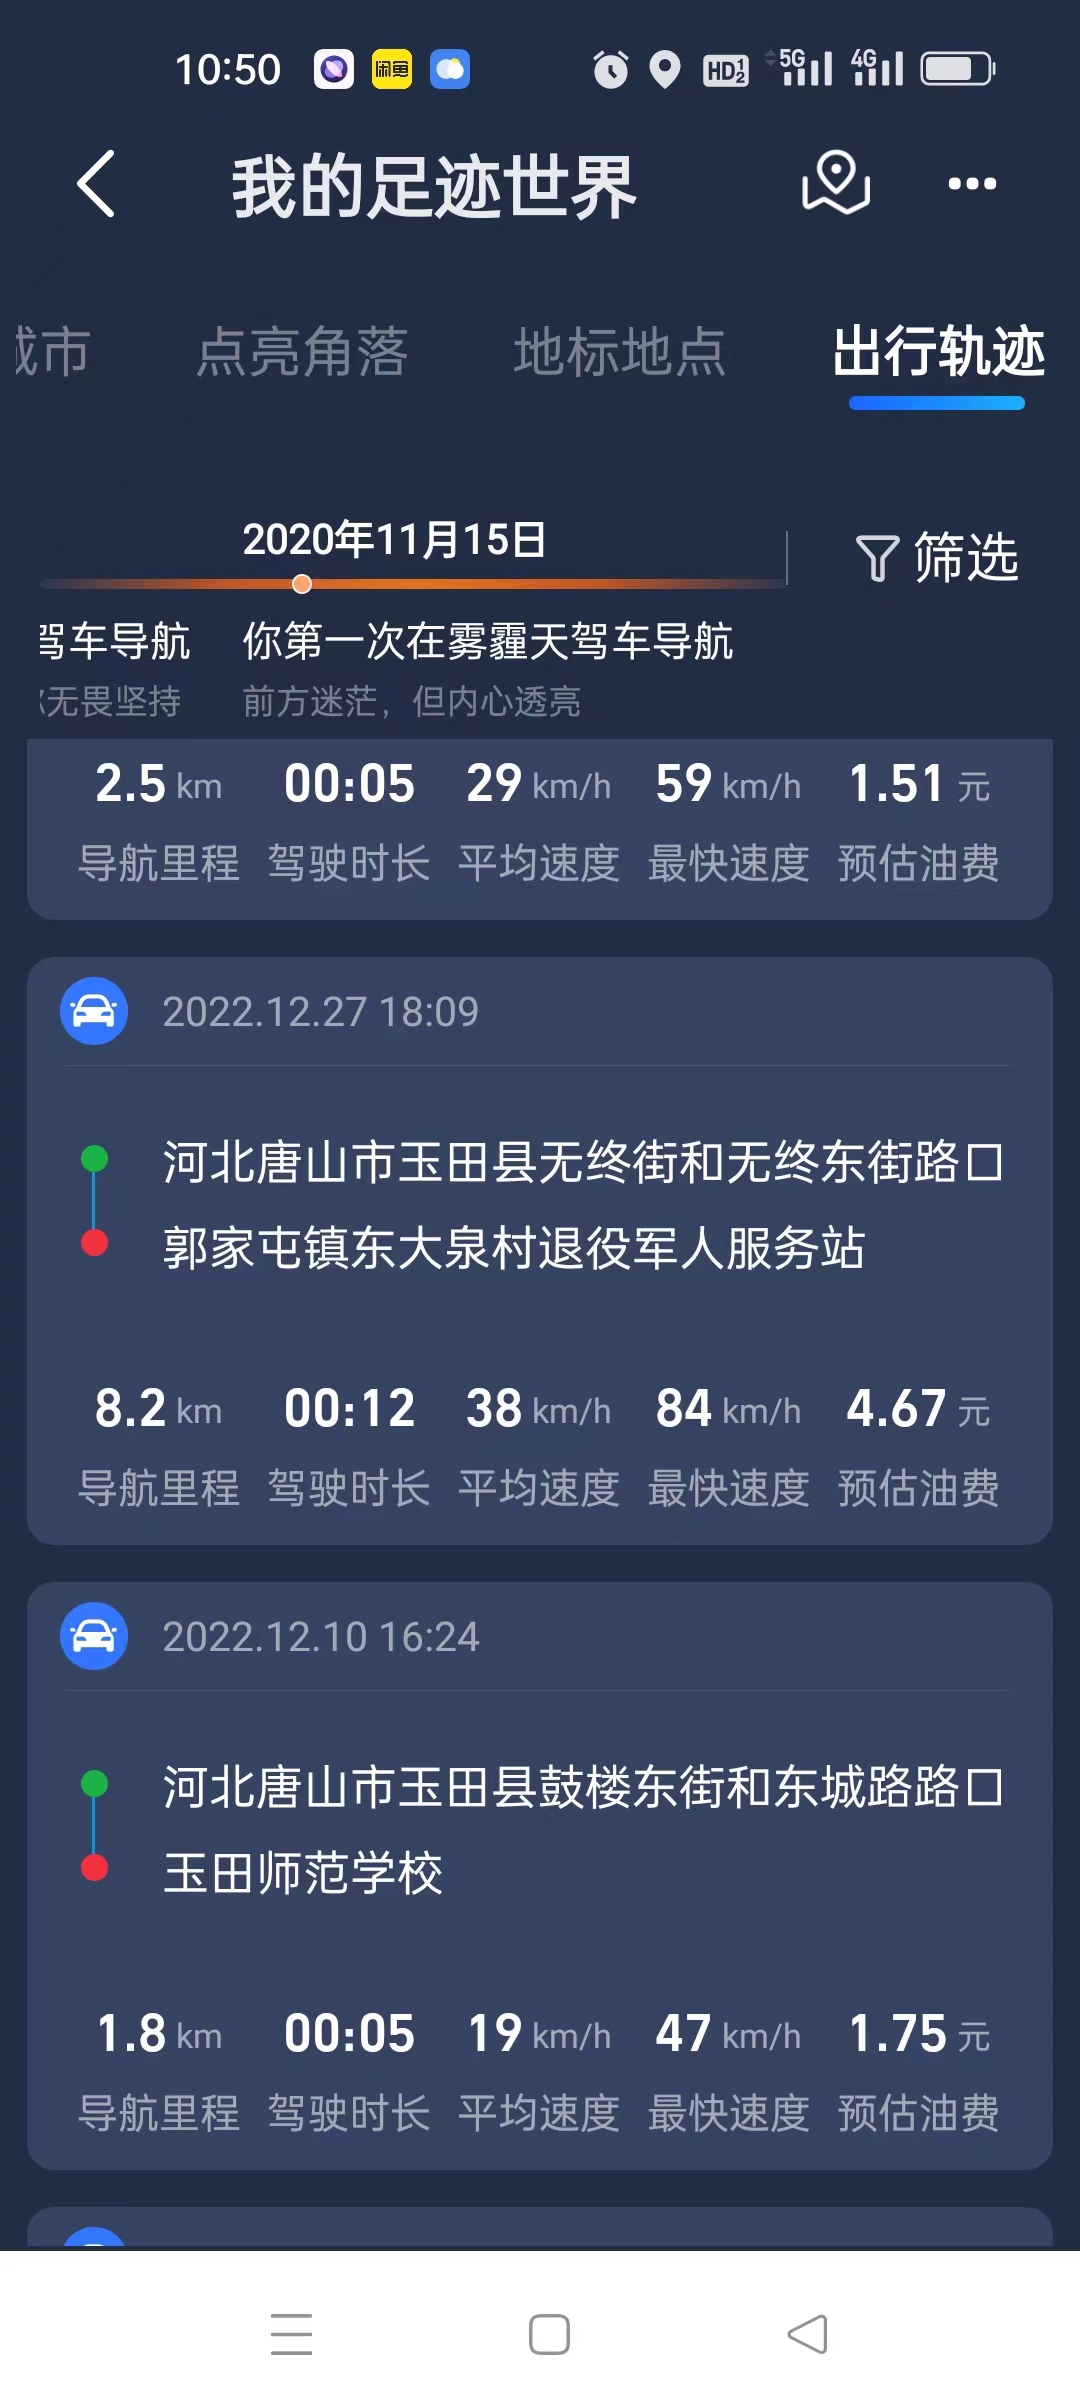 10:50 闲鱼 HD 1 2 5G 4G
我的足迹世界
城市 点亮角落 地标地点 出行轨迹
2020年11月15日
筛选
驾车导航 你第一次在雾霾天驾车导航
无畏坚持 前方迷茫，但内心透亮
2.5 km 00:05 29 km/h 59 km/h 1.51 元
导航里程 驾驶时长 平均速度 最快速度 预估油费
2022.12.27 18:09
河北唐山市玉田县无终街和无终东街路口
郭家屯镇东大泉村退役军人服务站
8.2 km 00:12 38 km/h 84 km/h 4.67 元
导航里程 驾驶时长 平均速度 最快速度 预估油费
2022.12.10 16:24
河北唐山市玉田县鼓楼东街和东城路路口
玉田师范学校
1.8 km 00:05 19 km/h 47 km/h 1.75 元
导航里程 驾驶时长 平均速度 最快速度 预估油费